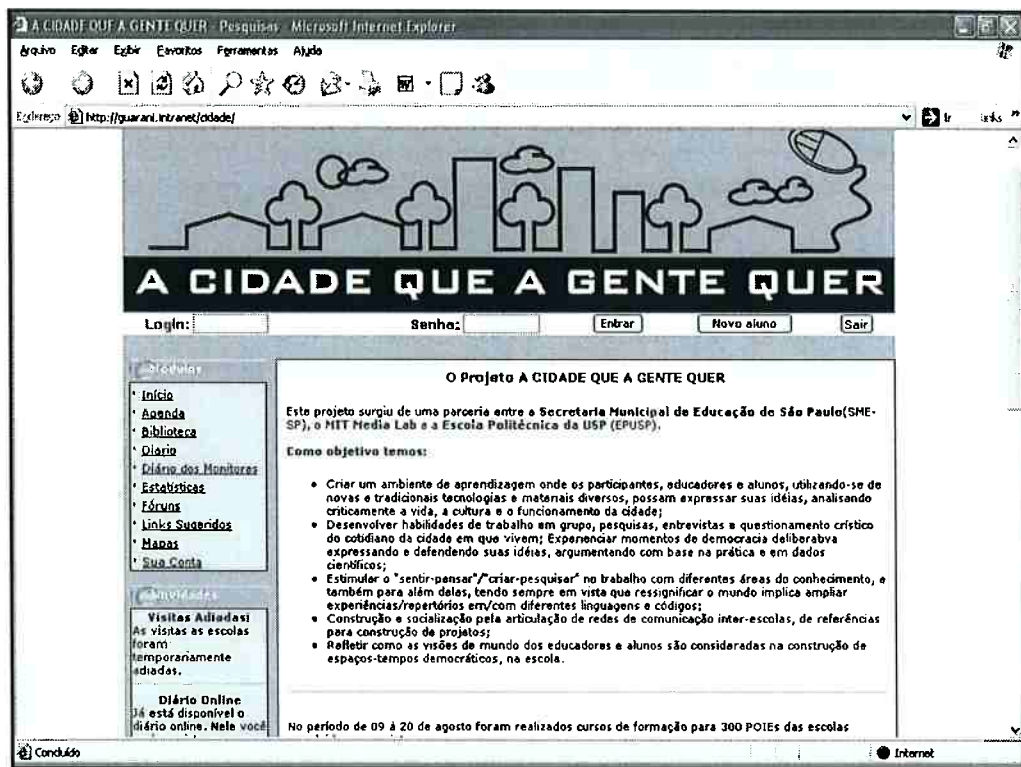 A CIDADE QUE A GENTE QUER - Pesquisas - Microsoft Internet Explorer
Arquivo Editar Exibir Favoritos Ferramentas Ajuda
Endereço http://guarani.intranet/cidade/ Ir Links »
A CIDADE QUE A GENTE QUER
Login: Senha: Entrar Novo aluno Sair
Módulos
· Início
· Agenda
· Biblioteca
· Diario
· Diário dos Monitores
· Estatísticas
· Fóruns
· Links Sugeridos
· Mapas
· Sua Conta
Novidades
Visitas Adiadas!
As visitas as escolas
foram
temporariamente
adiadas.
Diário Online
Já está disponível o
diário online. Nele você
O Projeto A CIDADE QUE A GENTE QUER
Este projeto surgiu de uma parceria entre a Secretaria Municipal de Educação de São Paulo(SME-
SP), o MIT Media Lab e a Escola Politécnica da USP (EPUSP).
Como objetivo temos:
• Criar um ambiente de aprendizagem onde os participantes, educadores e alunos, utilizando-se de
novas e tradicionais tecnologias e materiais diversos, possam expressar suas idéias, analisando
criticamente a vida, a cultura e o funcionamento da cidade;
• Desenvolver habilidades de trabalho em grupo, pesquisas, entrevistas e questionamento crístico
do cotidiano da cidade em que vivem; Experienciar momentos de democracia deliberatva
expressando e defendendo suas idéias, argumentando com base na prática e em dados
científicos;
• Estimular o "sentir-pensar"/"criar-pesquisar" no trabalho com diferentes áreas do conhecimento, e
também para além delas, tendo sempre em vista que ressignificar o mundo implica ampliar
experiências/repertórios em/com diferentes linguagens e códigos;
• Construção e socialização pela articulação de redes de comunicação inter-escolas, de referências
para construção de projetos;
• Refletir como as visões de mundo dos educadores e alunos são consideradas na construção de
espaços-tempos democráticos, na escola.
No período de 09 à 20 de agosto foram realizados cursos de formação para 300 POIEs das escolas
Concluído Internet